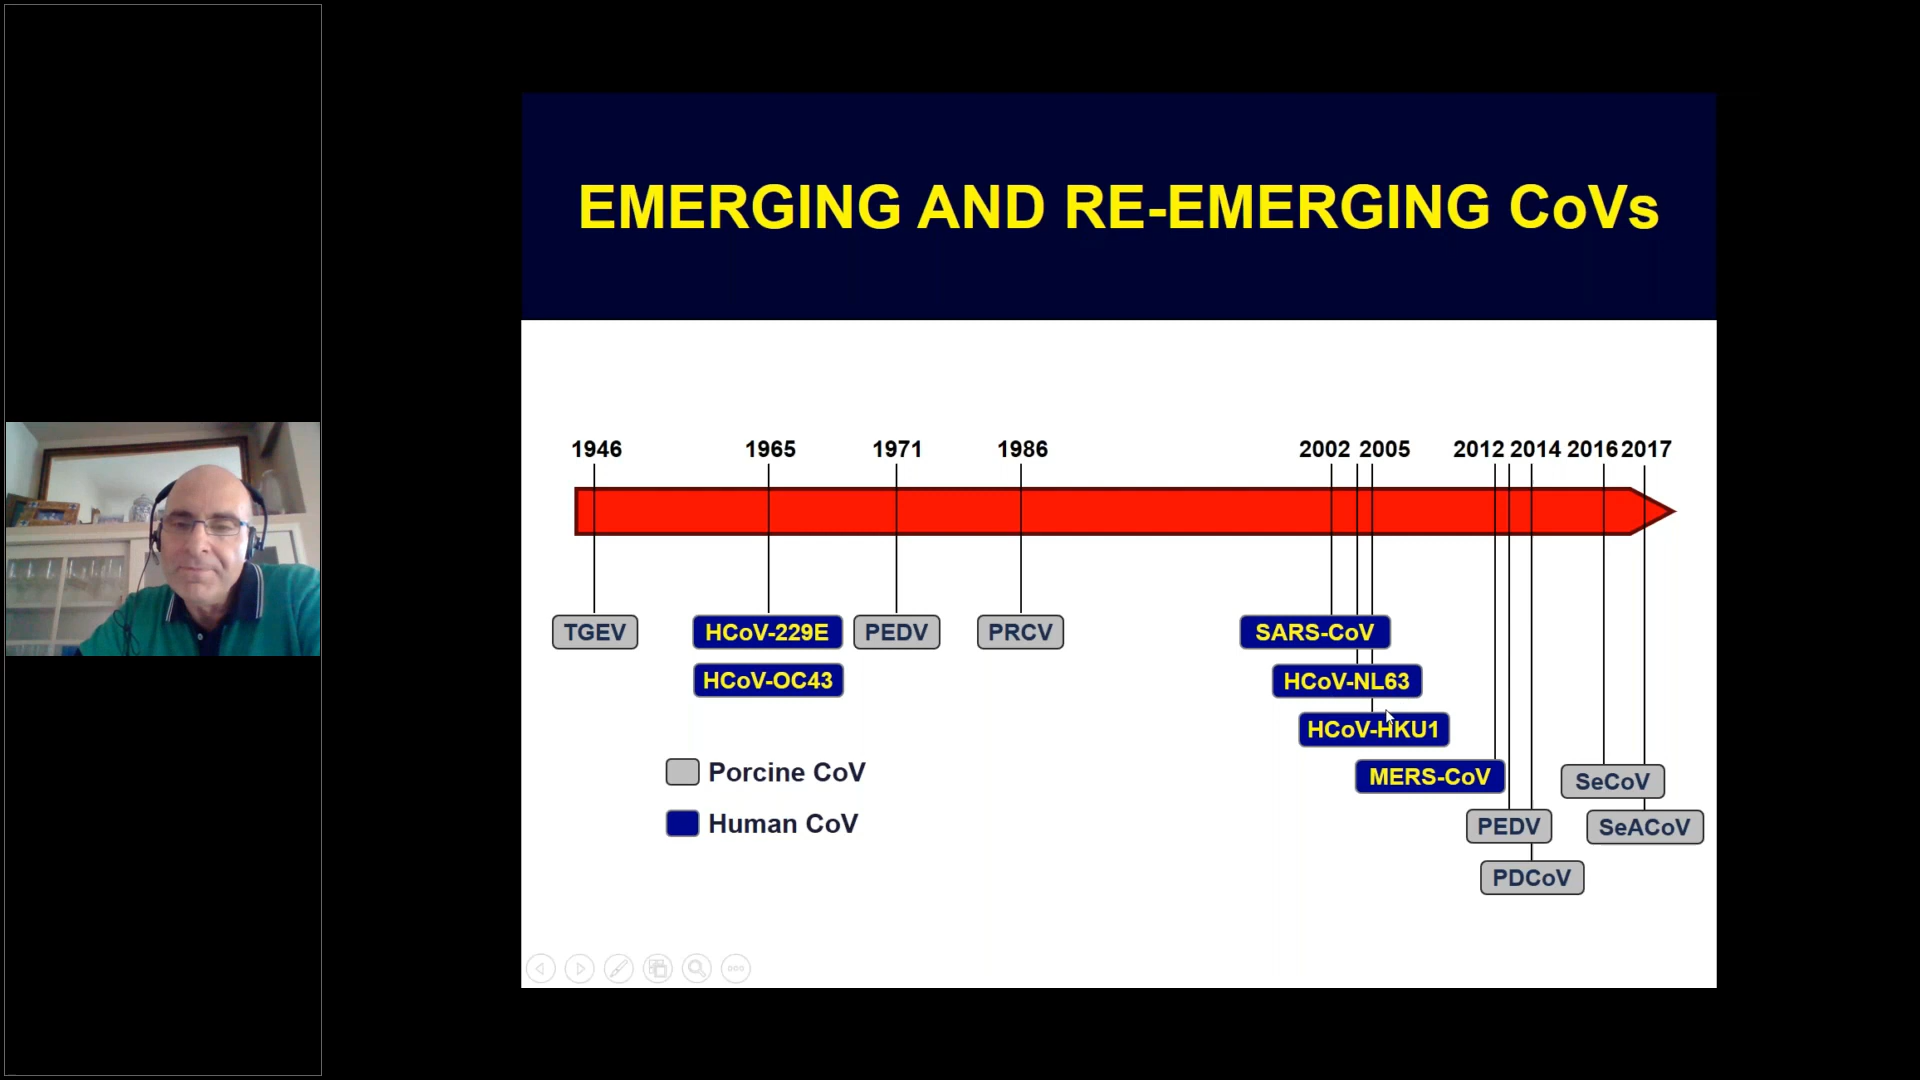 EMERGING AND RE-EMERGING CoVs
1946 1965 1971 1986 2002 2005 2012 2014 2016 2017
TGEV HCoV-229E PEDV PRCV SARS-CoV
HCoV-OC43 HCoV-NL63
HCoV-HKU1
Porcine CoV MERS-CoV SeCoV
Human CoV PEDV SeACoV
PDCoV